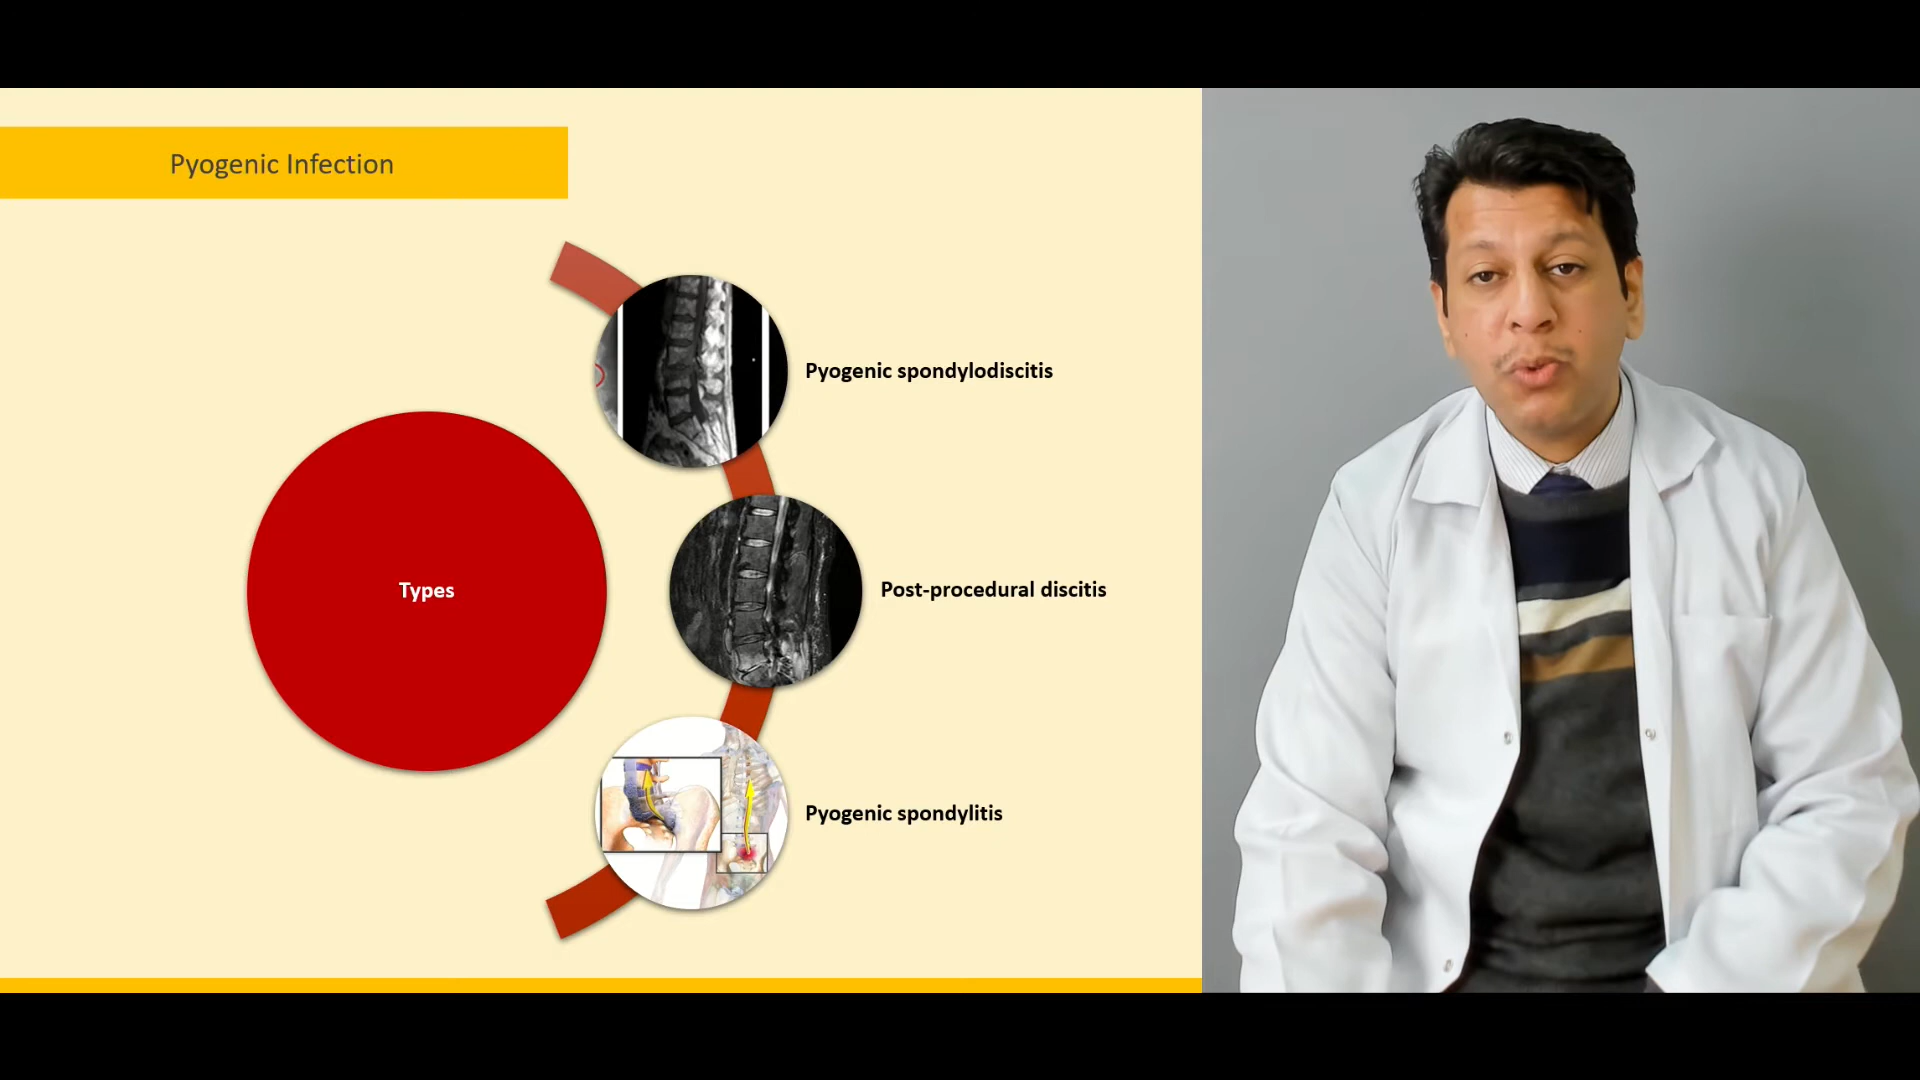 Pyogenic Infection
Pyogenic spondylodiscitis
Types
Post-procedural discitis
Pyogenic spondylitis